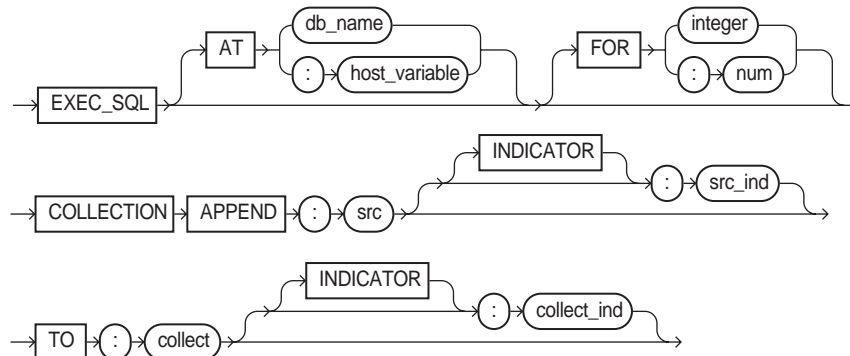 AT db_name : host_variable FOR integer : num
EXEC_SQL
INDICATOR
COLLECTION APPEND : src : src_ind
INDICATOR
TO : collect : collect_ind